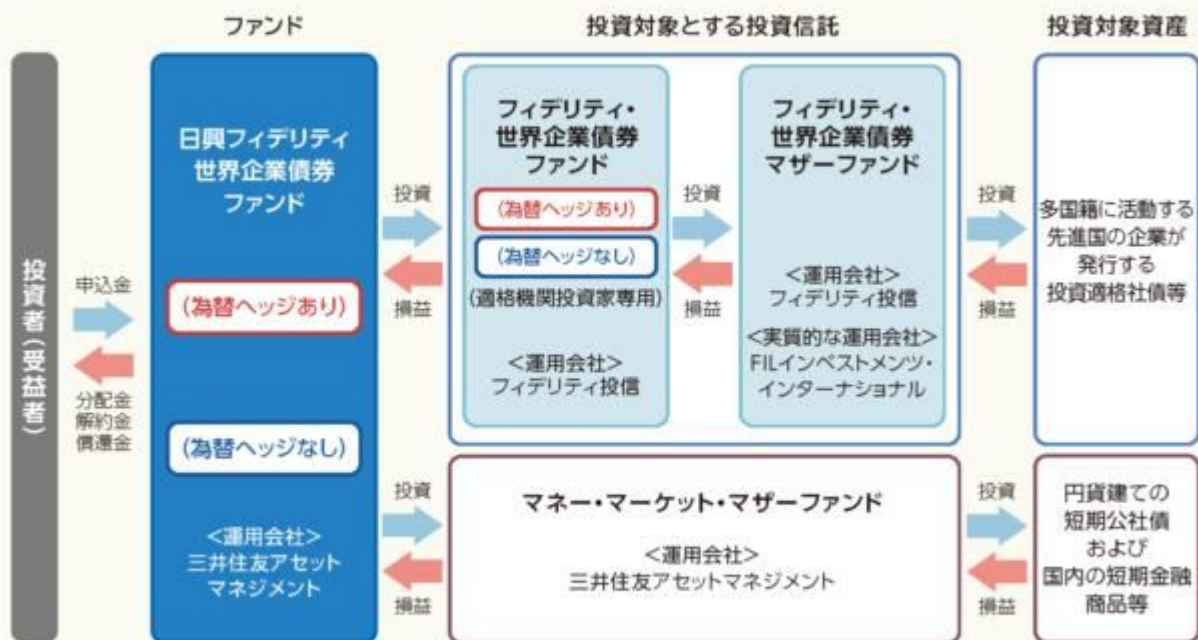 ファンド
投資対象とする投資信託
投資対象資産
投資者(受益者)
申込金
分配金
解約金
償還金
日興フィデリティ
世界企業債券
ファンド
(為替ヘッジあり)
(為替ヘッジなし)
<運用会社>
三井住友アセット
マネジメント
投資
損益
フィデリティ・
世界企業債券
ファンド
(為替ヘッジあり)
(為替ヘッジなし)
(適格機関投資家専用)
<運用会社>
フィデリティ投信
投資
損益
フィデリティ・
世界企業債券
マザーファンド
<運用会社>
フィデリティ投信
<実質的な運用会社>
FILインベストメンツ・
インターナショナル
投資
損益
多国籍に活動する
先進国の企業が
発行する
投資適格社債等
投資
損益
マネー・マーケット・マザーファンド
<運用会社>
三井住友アセットマネジメント
投資
損益
円貨建ての
短期公社債
および
国内の短期金融
商品等